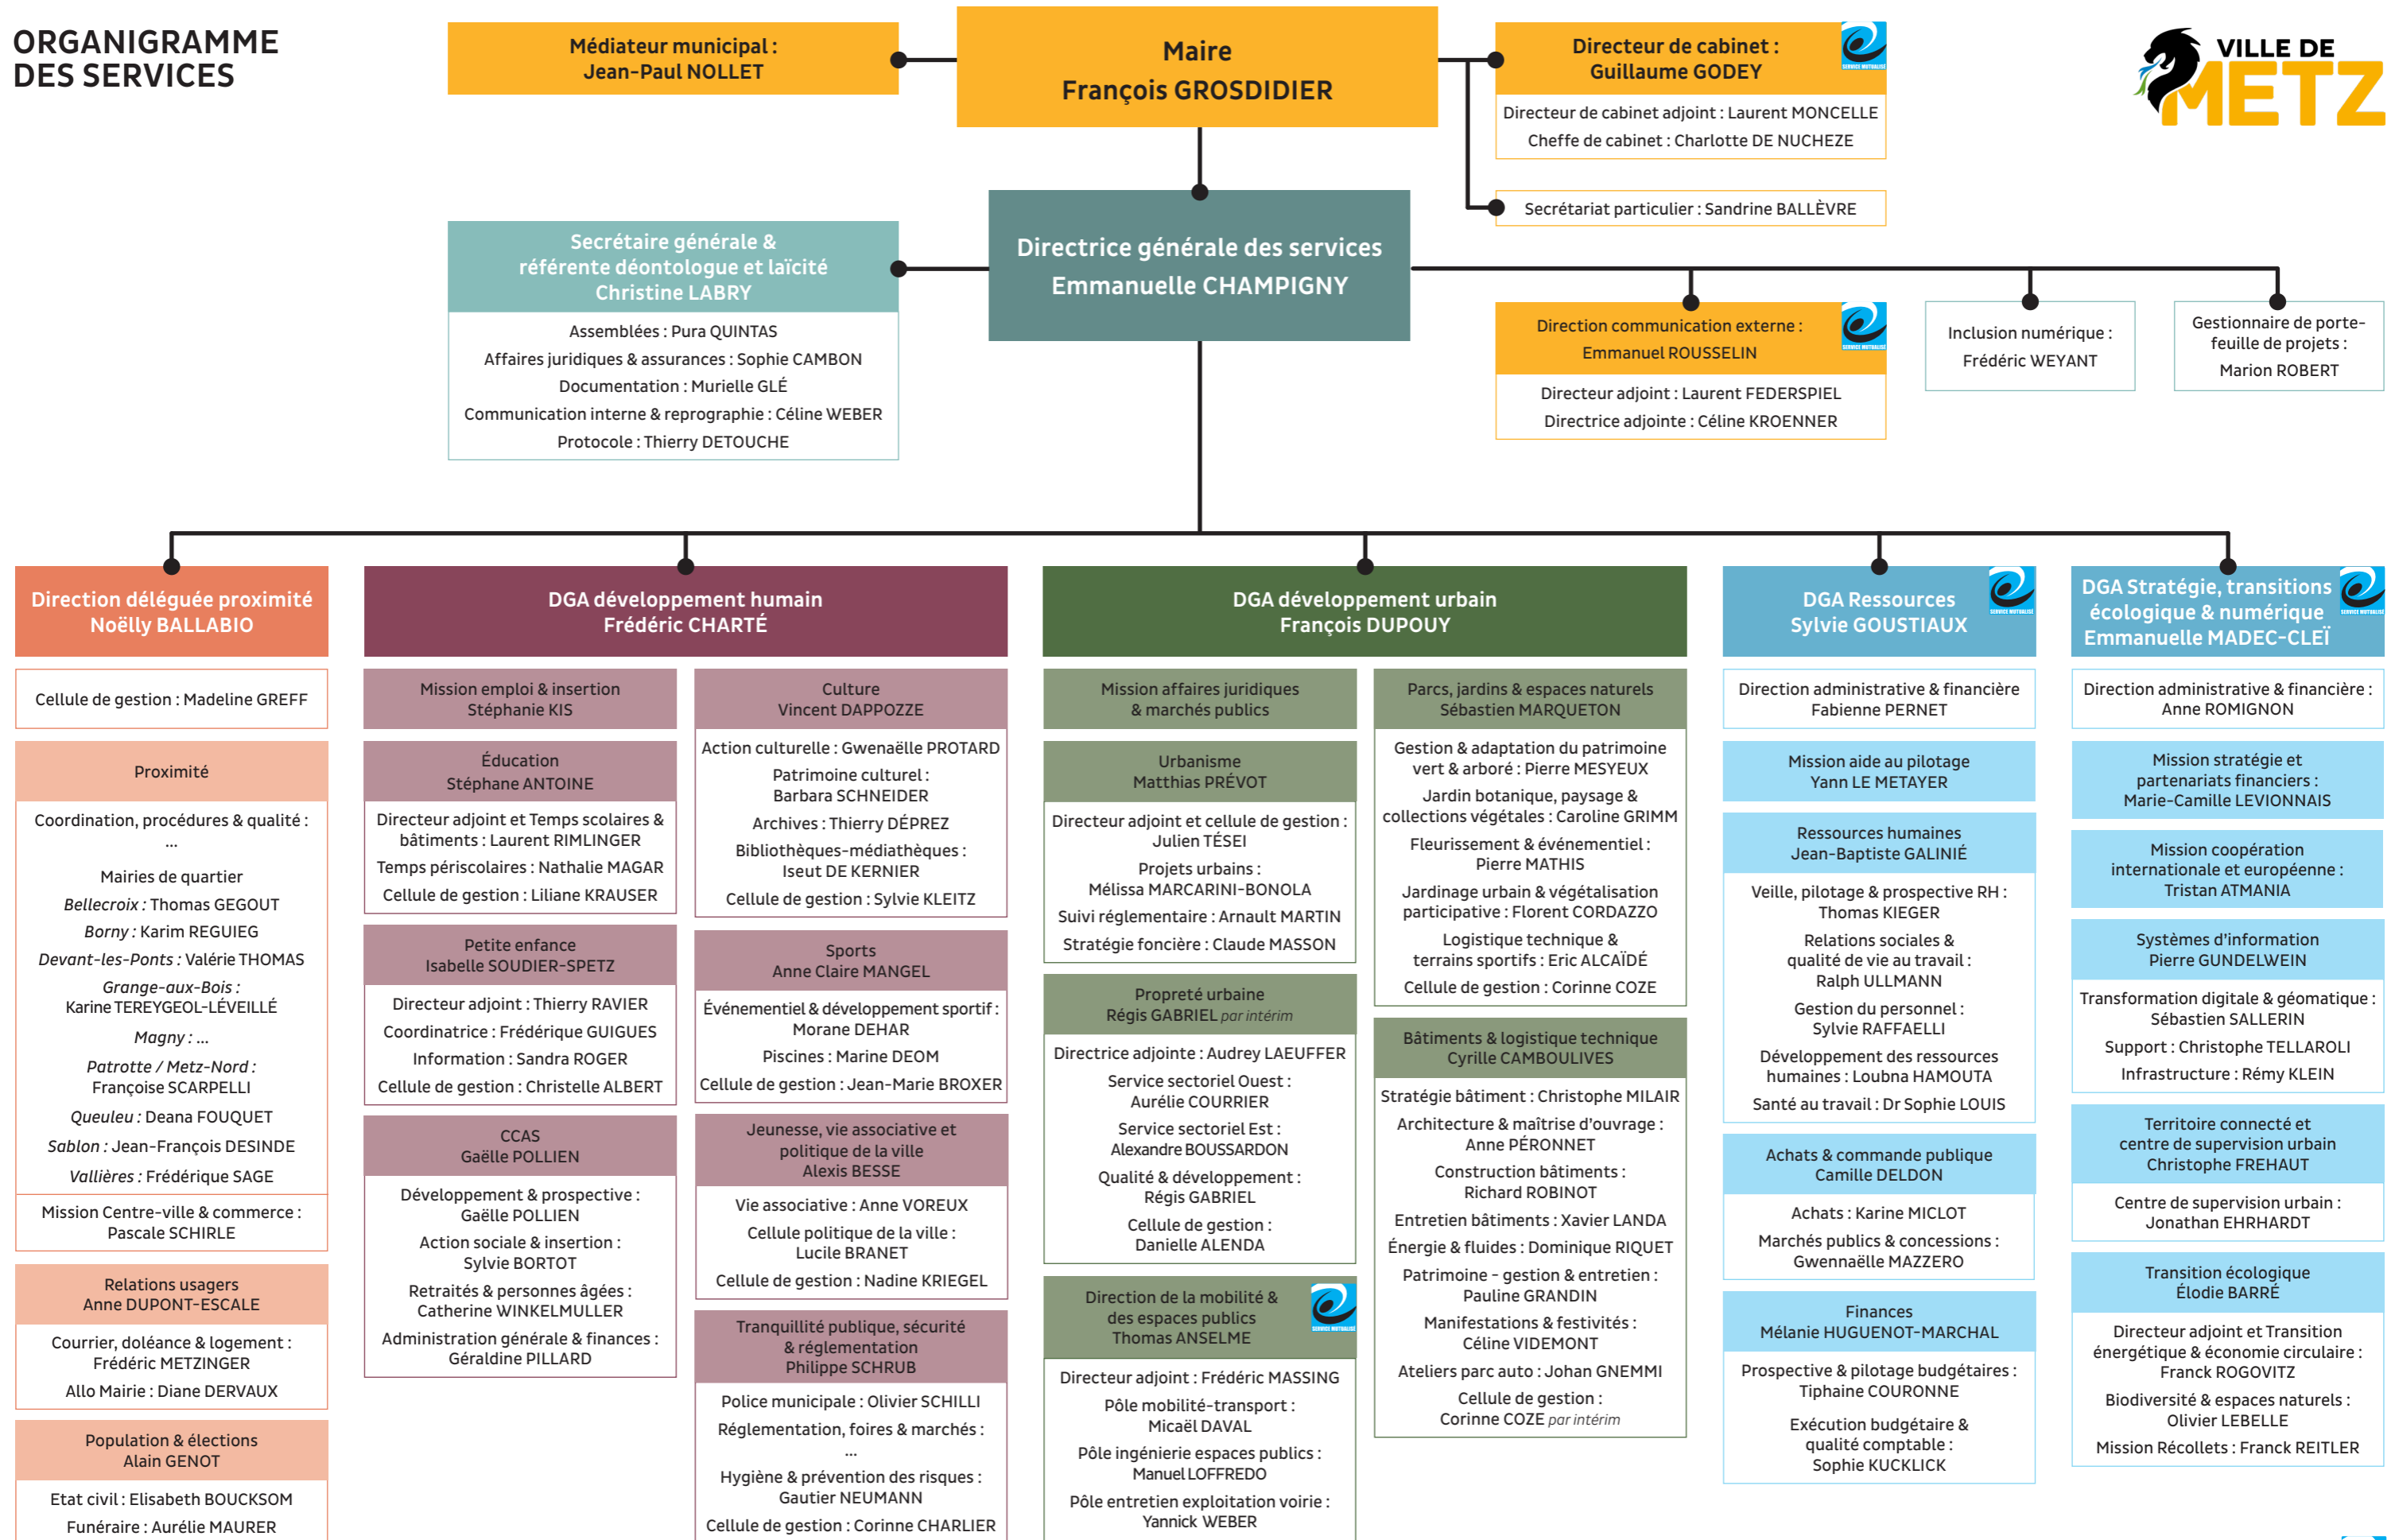 ORGANIGRAMME
DES SERVICES
Médiateur municipal :
Jean-Paul NOLLET
Maire
François GROSDIDIER
Directeur de cabinet :
Guillaume GODEY
SERVICE MUTUALISÉ
Directeur de cabinet adjoint : Laurent MONCELLE
Cheffe de cabinet : Charlotte DE NUCHEZE
Secrétariat particulier : Sandrine BALLÈVRE
VILLE DE
METZ
Secrétaire générale &
référente déontologue et laïcité
Christine LABRY
Assemblées : Pura QUINTAS
Affaires juridiques & assurances : Sophie CAMBON
Documentation : Murielle GLÉ
Communication interne & reprographie : Céline WEBER
Protocole : Thierry DETOUCHE
Directrice générale des services
Emmanuelle CHAMPIGNY
Direction communication externe :
Emmanuel ROUSSELIN
SERVICE MUTUALISÉ
Directeur adjoint : Laurent FEDERSPIEL
Directrice adjointe : Céline KROENNER
Inclusion numérique :
Frédéric WEYANT
Gestionnaire de porte-
feuille de projets :
Marion ROBERT
Direction déléguée proximité
Noëlly BALLABIO
Cellule de gestion : Madeline GREFF
Proximité
Coordination, procédures & qualité :
...
Mairies de quartier
Bellecroix : Thomas GEGOUT
Borny : Karim REGUIEG
Devant-les-Ponts : Valérie THOMAS
Grange-aux-Bois :
Karine TEREYGEOL-LÉVEILLÉ
Magny : ...
Patrotte / Metz-Nord :
Françoise SCARPELLI
Queuleu : Deana FOUQUET
Sablon : Jean-François DESINDE
Vallières : Frédérique SAGE
Mission Centre-ville & commerce :
Pascale SCHIRLE
Relations usagers
Anne DUPONT-ESCALE
Courrier, doléance & logement :
Frédéric METZINGER
Allo Mairie : Diane DERVAUX
Population & élections
Alain GENOT
Etat civil : Elisabeth BOUCKSOM
Funéraire : Aurélie MAURER
DGA développement humain
Frédéric CHARTÉ
Mission emploi & insertion
Stéphanie KIS
Éducation
Stéphane ANTOINE
Directeur adjoint et Temps scolaires &
bâtiments : Laurent RIMLINGER
Temps périscolaires : Nathalie MAGAR
Cellule de gestion : Liliane KRAUSER
Petite enfance
Isabelle SOUDIER-SPETZ
Directeur adjoint : Thierry RAVIER
Coordinatrice : Frédérique GUIGUES
Information : Sandra ROGER
Cellule de gestion : Christelle ALBERT
CCAS
Gaëlle POLLIEN
Développement & prospective :
Gaëlle POLLIEN
Action sociale & insertion :
Sylvie BORTOT
Retraités & personnes âgées :
Catherine WINKELMULLER
Administration générale & finances :
Géraldine PILLARD
Culture
Vincent DAPPOZZE
Action culturelle : Gwenaëlle PROTARD
Patrimoine culturel :
Barbara SCHNEIDER
Archives : Thierry DÉPREZ
Bibliothèques-médiathèques :
Iseut DE KERNIER
Cellule de gestion : Sylvie KLEITZ
Sports
Anne Claire MANGEL
Événementiel & développement sportif :
Morane DEHAR
Piscines : Marine DEOM
Cellule de gestion : Jean-Marie BROXER
Jeunesse, vie associative et
politique de la ville
Alexis BESSE
Vie associative : Anne VOREUX
Cellule politique de la ville :
Lucile BRANET
Cellule de gestion : Nadine KRIEGEL
Tranquillité publique, sécurité
& réglementation
Philippe SCHRUB
Police municipale : Olivier SCHILLI
Réglementation, foires & marchés :
...
Hygiène & prévention des risques :
Gautier NEUMANN
Cellule de gestion : Corinne CHARLIER
DGA développement urbain
François DUPOUY
Mission affaires juridiques
& marchés publics
Urbanisme
Matthias PRÉVOT
Directeur adjoint et cellule de gestion :
Julien TÉSEI
Projets urbains :
Mélissa MARCARINI-BONOLA
Suivi réglementaire : Arnault MARTIN
Stratégie foncière : Claude MASSON
Propreté urbaine
Régis GABRIEL par intérim
Directrice adjointe : Audrey LAEUFFER
Service sectoriel Ouest :
Aurélie COURRIER
Service sectoriel Est :
Alexandre BOUSSARDON
Qualité & développement :
Régis GABRIEL
Cellule de gestion :
Danielle ALENDA
Direction de la mobilité &
des espaces publics
Thomas ANSELME
SERVICE MUTUALISÉ
Directeur adjoint : Frédéric MASSING
Pôle mobilité-transport :
Micaël DAVAL
Pôle ingénierie espaces publics :
Manuel LOFFREDO
Pôle entretien exploitation voirie :
Yannick WEBER
Parcs, jardins & espaces naturels
Sébastien MARQUETON
Gestion & adaptation du patrimoine
vert & arboré : Pierre MESYEUX
Jardin botanique, paysage &
collections végétales : Caroline GRIMM
Fleurissement & événementiel :
Pierre MATHIS
Jardinage urbain & végétalisation
participative : Florent CORDAZZO
Logistique technique &
terrains sportifs : Eric ALCAÏDÉ
Cellule de gestion : Corinne COZE
Bâtiments & logistique technique
Cyrille CAMBOULIVES
Stratégie bâtiment : Christophe MILAIR
Architecture & maîtrise d'ouvrage :
Anne PÉRONNET
Construction bâtiments :
Richard ROBINOT
Entretien bâtiments : Xavier LANDA
Énergie & fluides : Dominique RIQUET
Patrimoine - gestion & entretien :
Pauline GRANDIN
Manifestations & festivités :
Céline VIDEMONT
Ateliers parc auto : Johan GNEMMI
Cellule de gestion :
Corinne COZE par intérim
DGA Ressources
Sylvie GOUSTIAUX
SERVICE MUTUALISÉ
Direction administrative & financière
Fabienne PERNET
Mission aide au pilotage
Yann LE METAYER
Ressources humaines
Jean-Baptiste GALINIÉ
Veille, pilotage & prospective RH :
Thomas KIEGER
Relations sociales &
qualité de vie au travail :
Ralph ULLMANN
Gestion du personnel :
Sylvie RAFFAELLI
Développement des ressources
humaines : Loubna HAMOUTA
Santé au travail : Dr Sophie LOUIS
Achats & commande publique
Camille DELDON
Achats : Karine MICLOT
Marchés publics & concessions :
Gwennaëlle MAZZERO
Finances
Mélanie HUGUENOT-MARCHAL
Prospective & pilotage budgétaires :
Tiphaine COURONNE
Exécution budgétaire &
qualité comptable :
Sophie KUCKLICK
DGA Stratégie, transitions
écologique & numérique
Emmanuelle MADEC-CLEÏ
SERVICE MUTUALISÉ
Direction administrative & financière :
Anne ROMIGNON
Mission stratégie et
partenariats financiers :
Marie-Camille LEVIONNAIS
Mission coopération
internationale et européenne :
Tristan ATMANIA
Systèmes d'information
Pierre GUNDELWEIN
Transformation digitale & géomatique :
Sébastien SALLERIN
Support : Christophe TELLAROLI
Infrastructure : Rémy KLEIN
Territoire connecté et
centre de supervision urbain
Christophe FREHAUT
Centre de supervision urbain :
Jonathan EHRHARDT
Transition écologique
Élodie BARRÉ
Directeur adjoint et Transition
énergétique & économie circulaire :
Franck ROGOVITZ
Biodiversité & espaces naturels :
Olivier LEBELLE
Mission Récollets : Franck REITLER